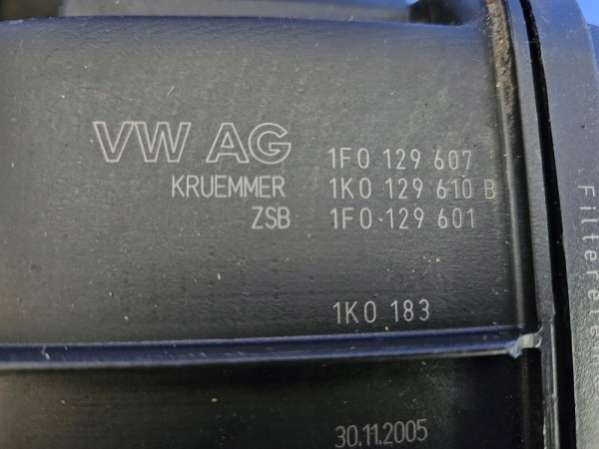 VW AG 1F0 129 607
KRUEMMER 1K0 129 610 B
ZSB 1F0 129 601
1K0 183
30.11.2005